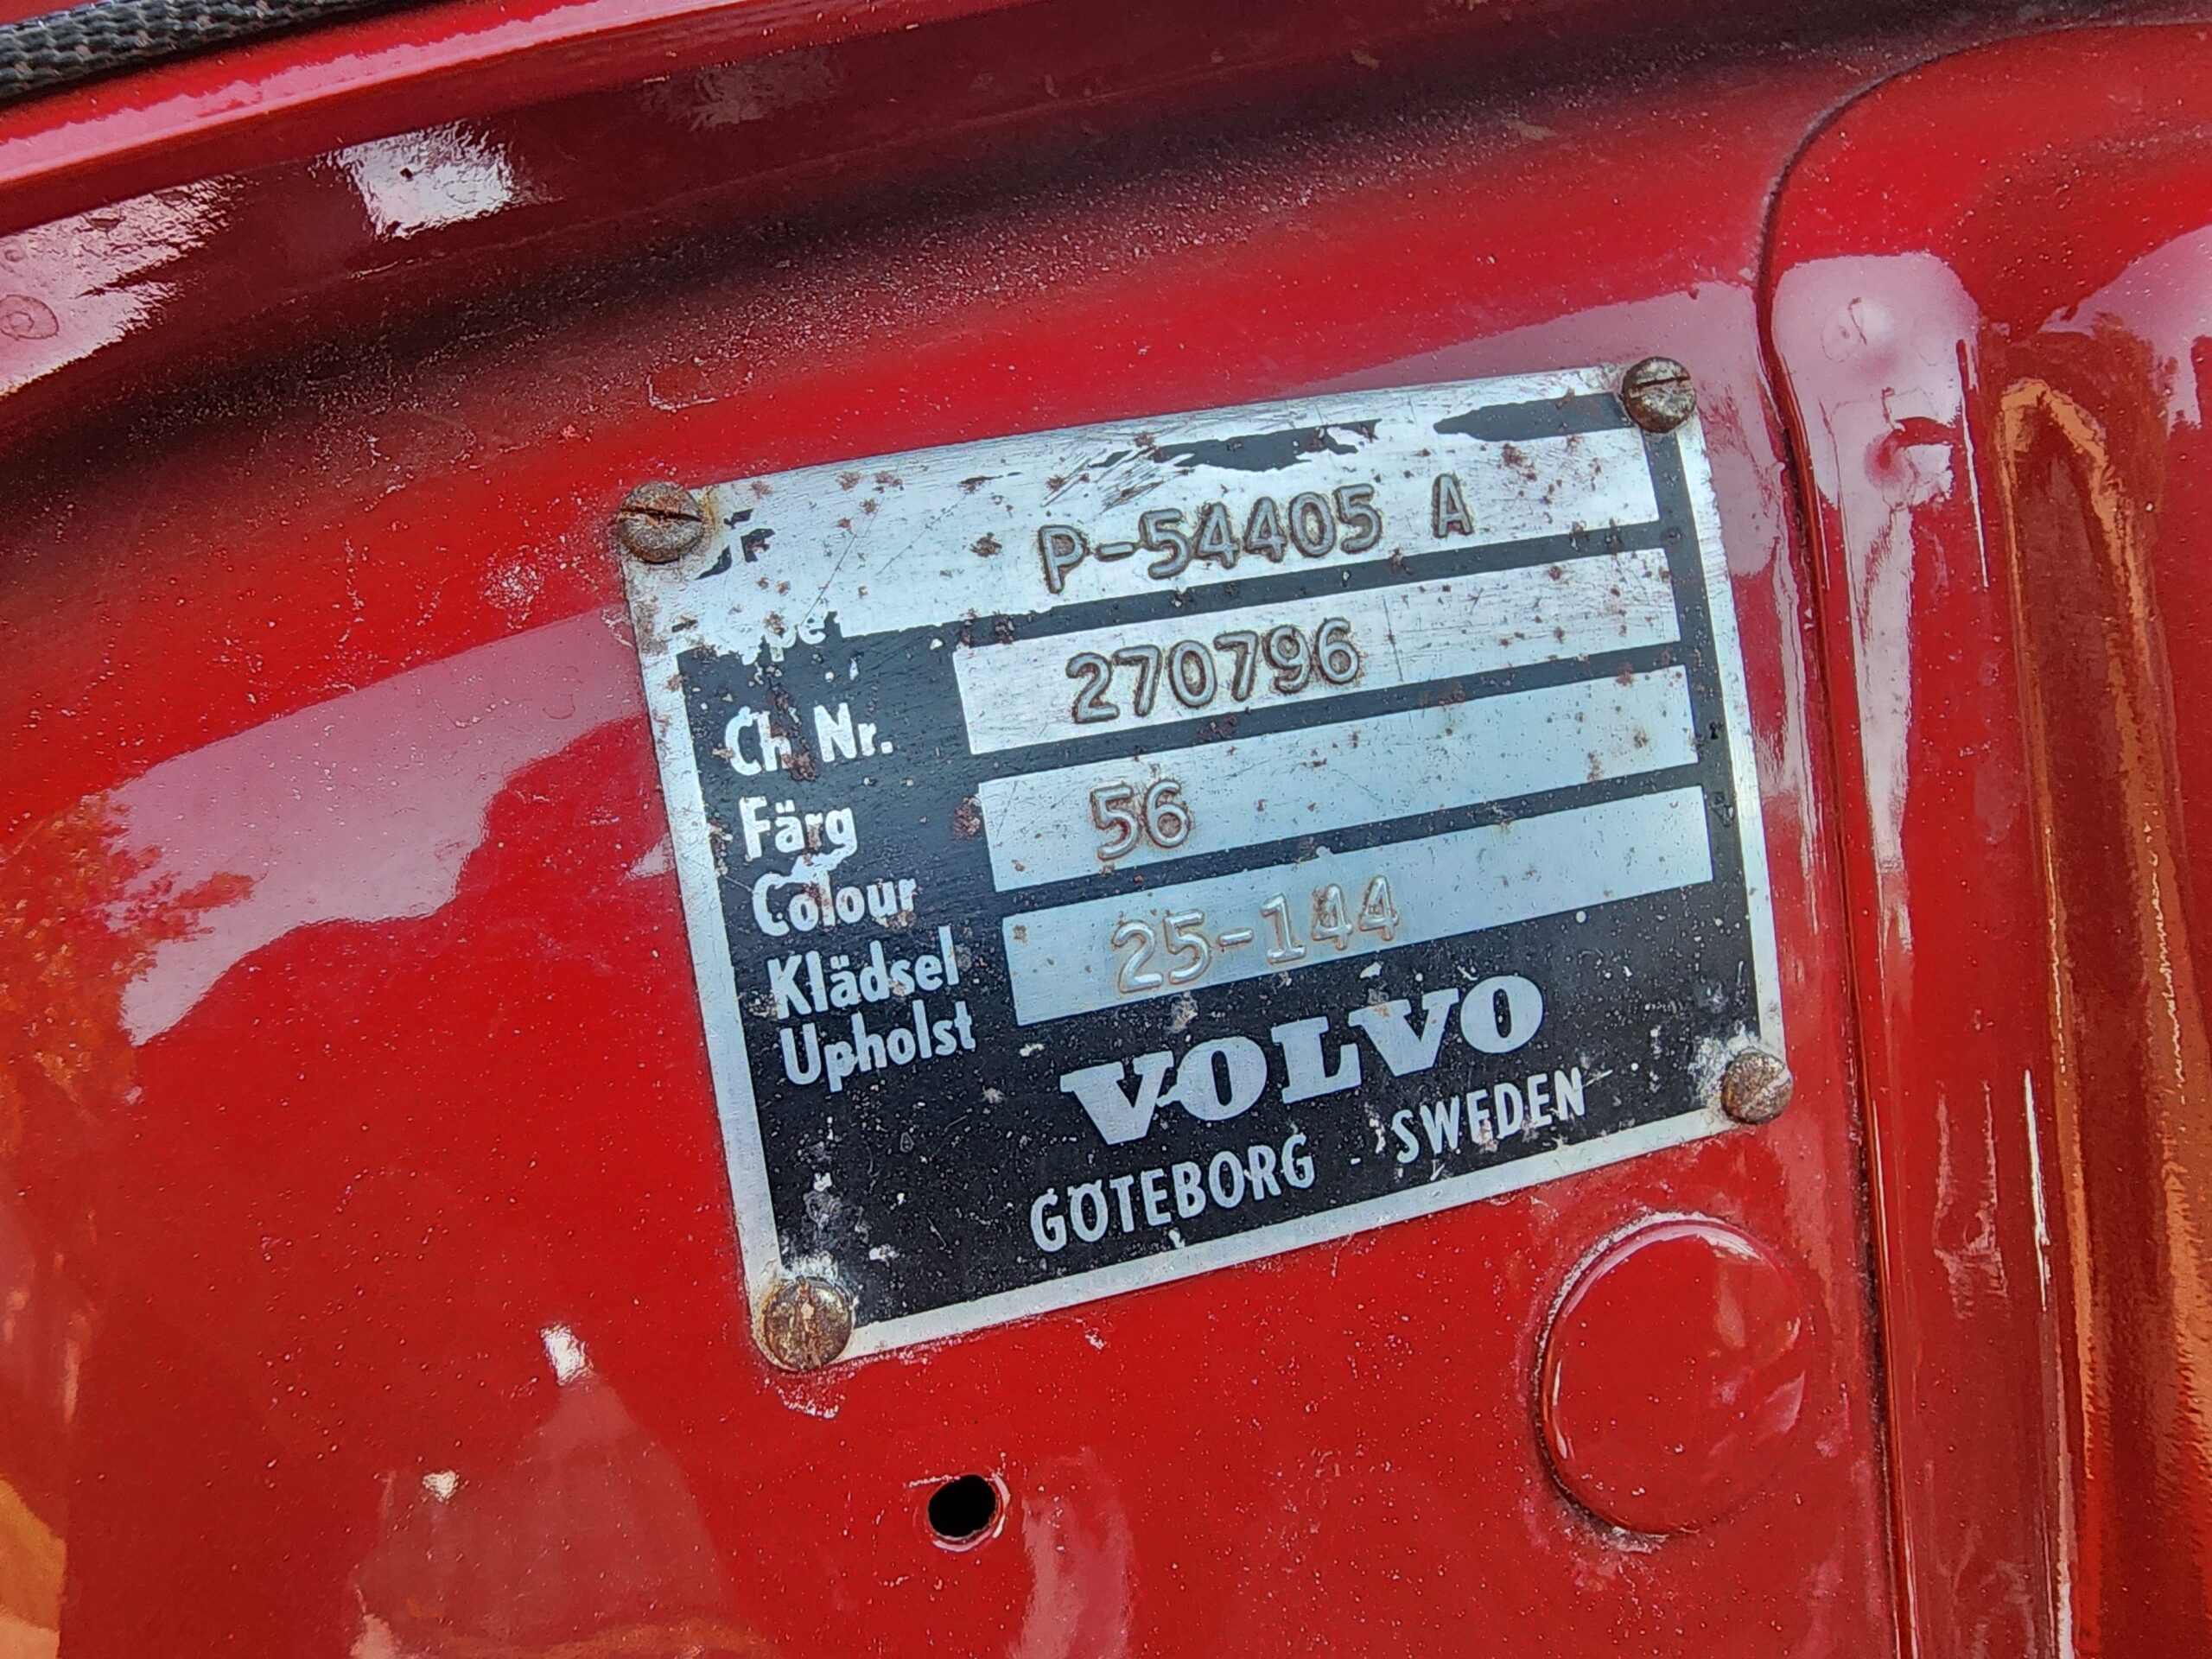 P-54405 A
Ch. Nr. 270796
Färg
Colour 56
Klädsel
Upholst 25-144
VOLVO
GÖTEBORG - SWEDEN